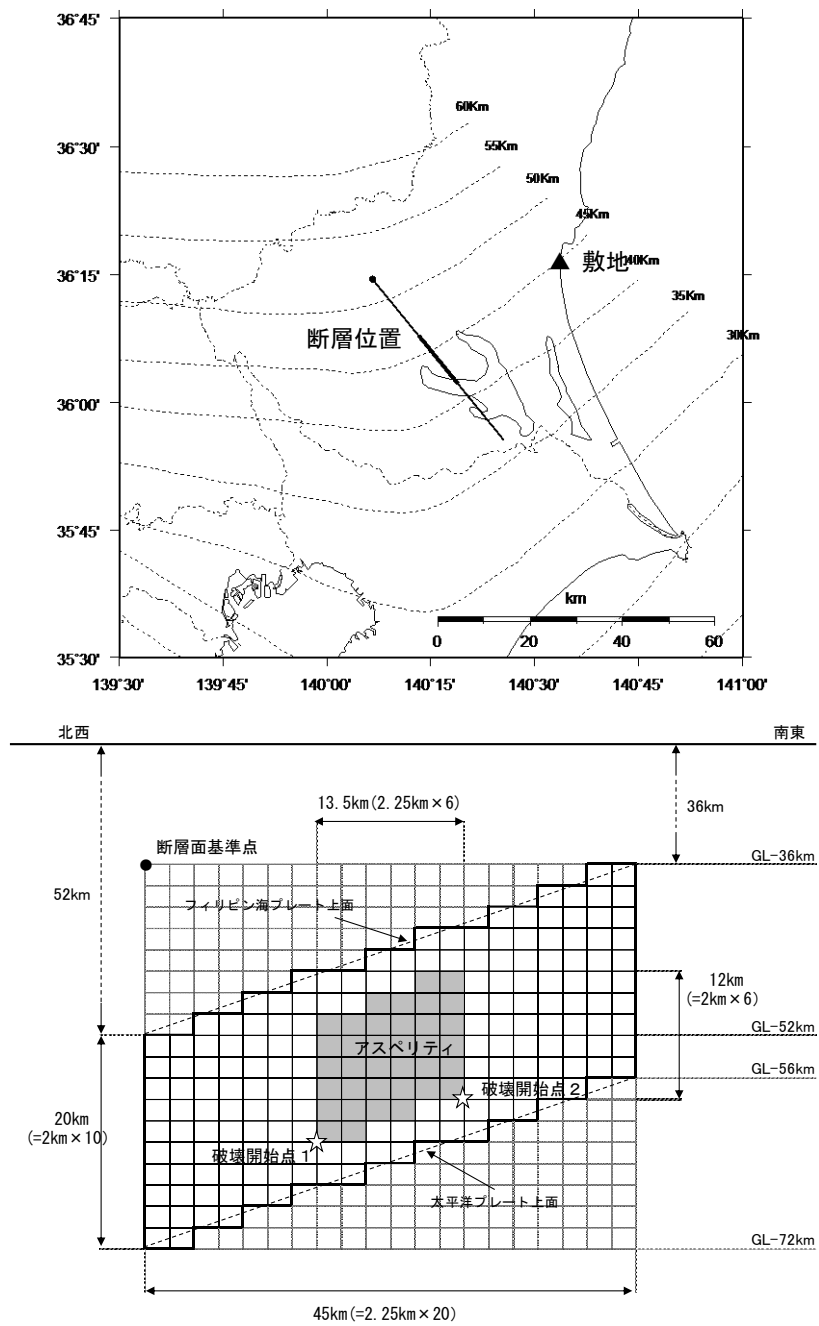 36°45'
60Km
36°30'
55Km
50Km
45Km
敷地
40Km
36°15'
35Km
断層位置
30Km
36°00'
35°45'
km
0 20 40 60
35°30'
139°30' 139°45' 140°00' 140°15' 140°30' 140°45' 141°00'
北西
南東
13.5km(2.25km×6)
36km
断層面基準点
GL-36km
52km
フィリピン海プレート上面
12km
(=2km×6)
GL-52km
アスペリティ
GL-56km
破壊開始点2
20km
(=2km×10)
破壊開始点1
太平洋プレート上面
GL-72km
45km(=2.25km×20)